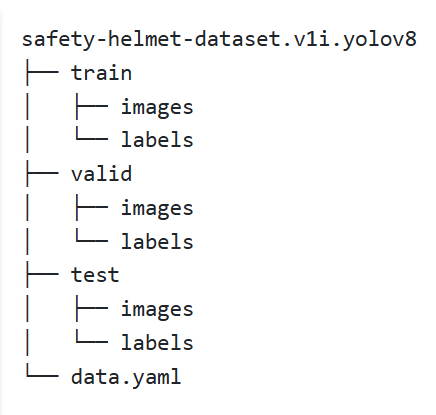 safety-helmet-dataset.v1i.yolov8
├── train
│   ├── images
│   └── labels
├── valid
│   ├── images
│   └── labels
├── test
│   ├── images
│   └── labels
└── data.yaml